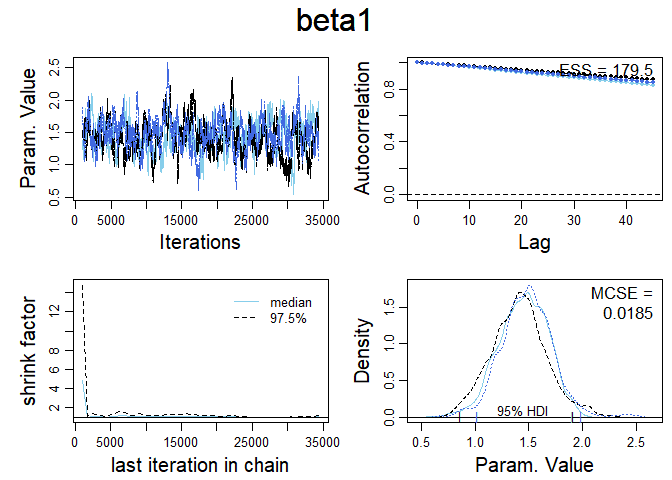 beta1
Param. Value
0.5 1.0 1.5 2.0 2.5
0 5000 15000 25000 35000
Iterations
Autocorrelation
0.0 0.4 0.8
ESS = 179.5
0 10 20 30 40
Lag
shrink factor
2 4 6 8 12
median
97.5%
0 5000 15000 25000 35000
last iteration in chain
Density
0.0 0.5 1.0 1.5
MCSE =
0.0185
95% HDI
0.5 1.0 1.5 2.0 2.5
Param. Value